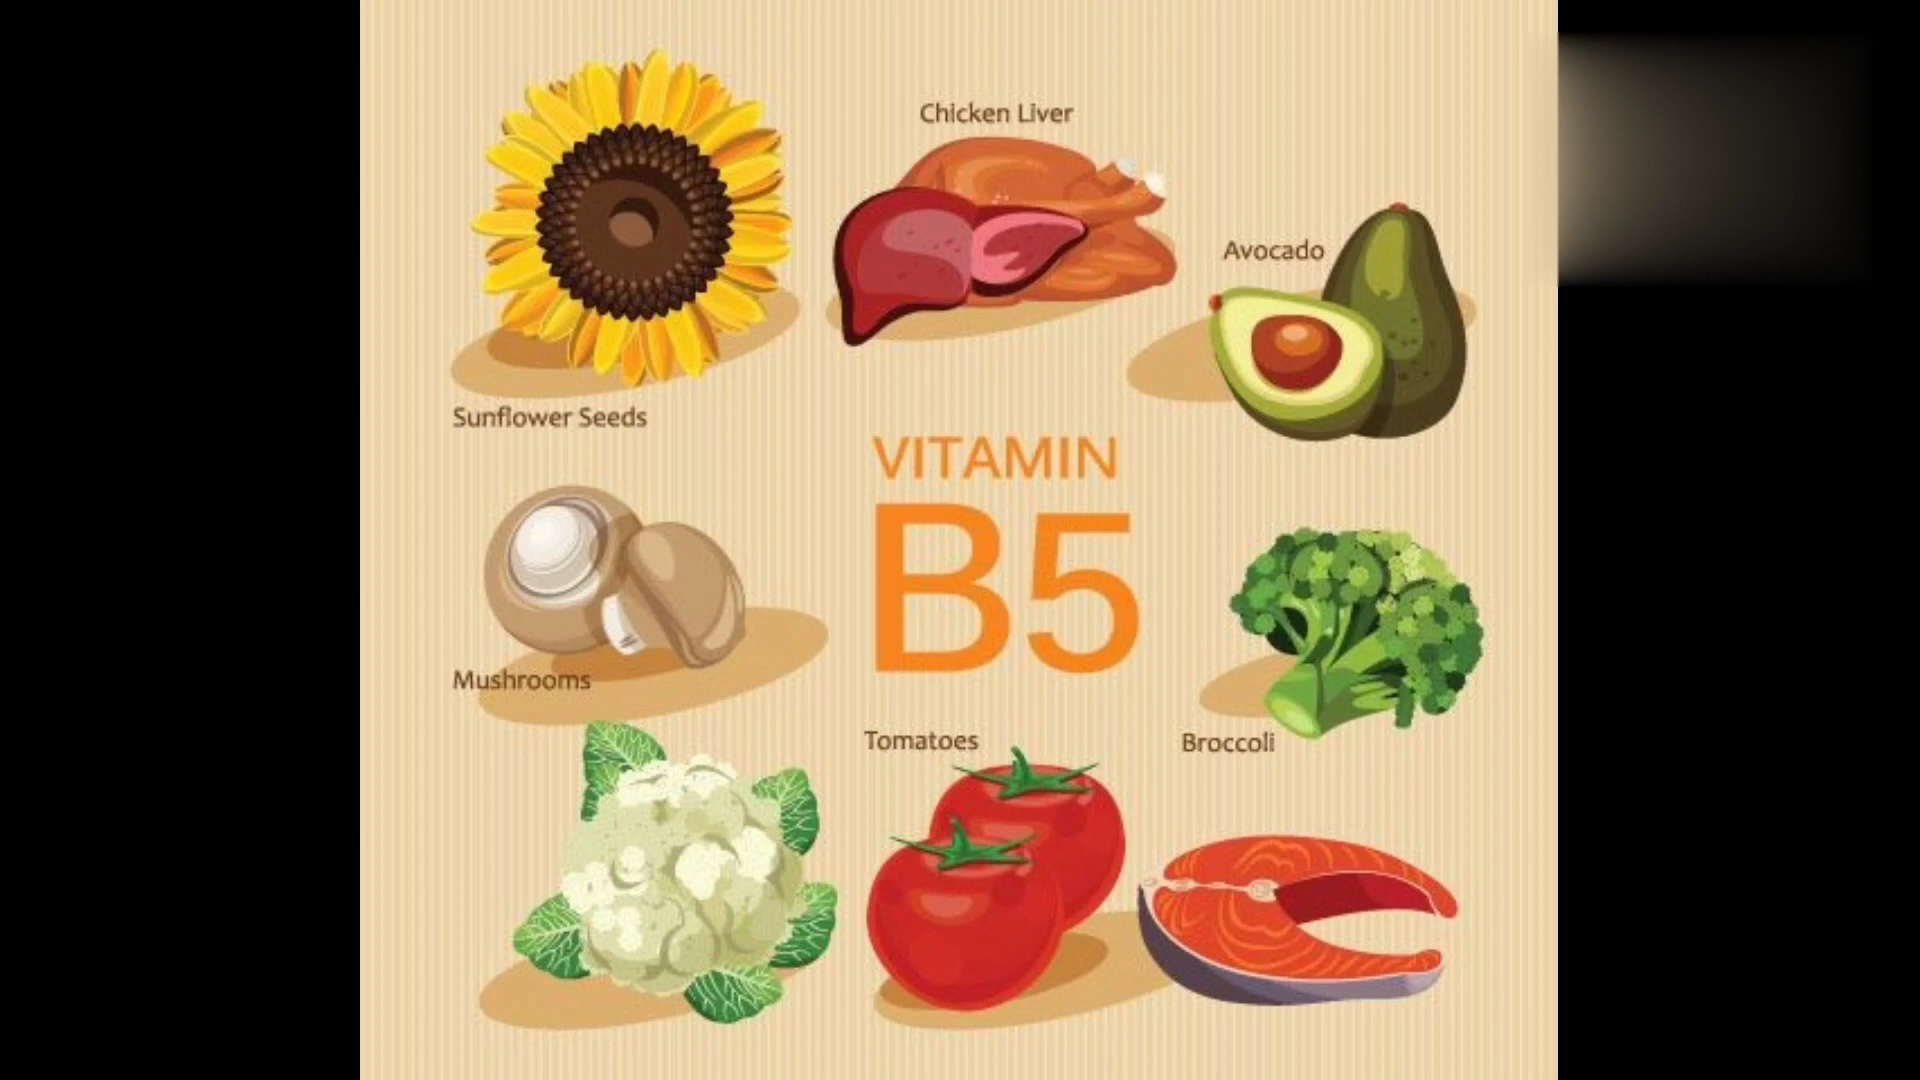 Chicken Liver
Avocado
Sunflower Seeds
VITAMIN
B5
Mushrooms
Tomatoes
Broccoli